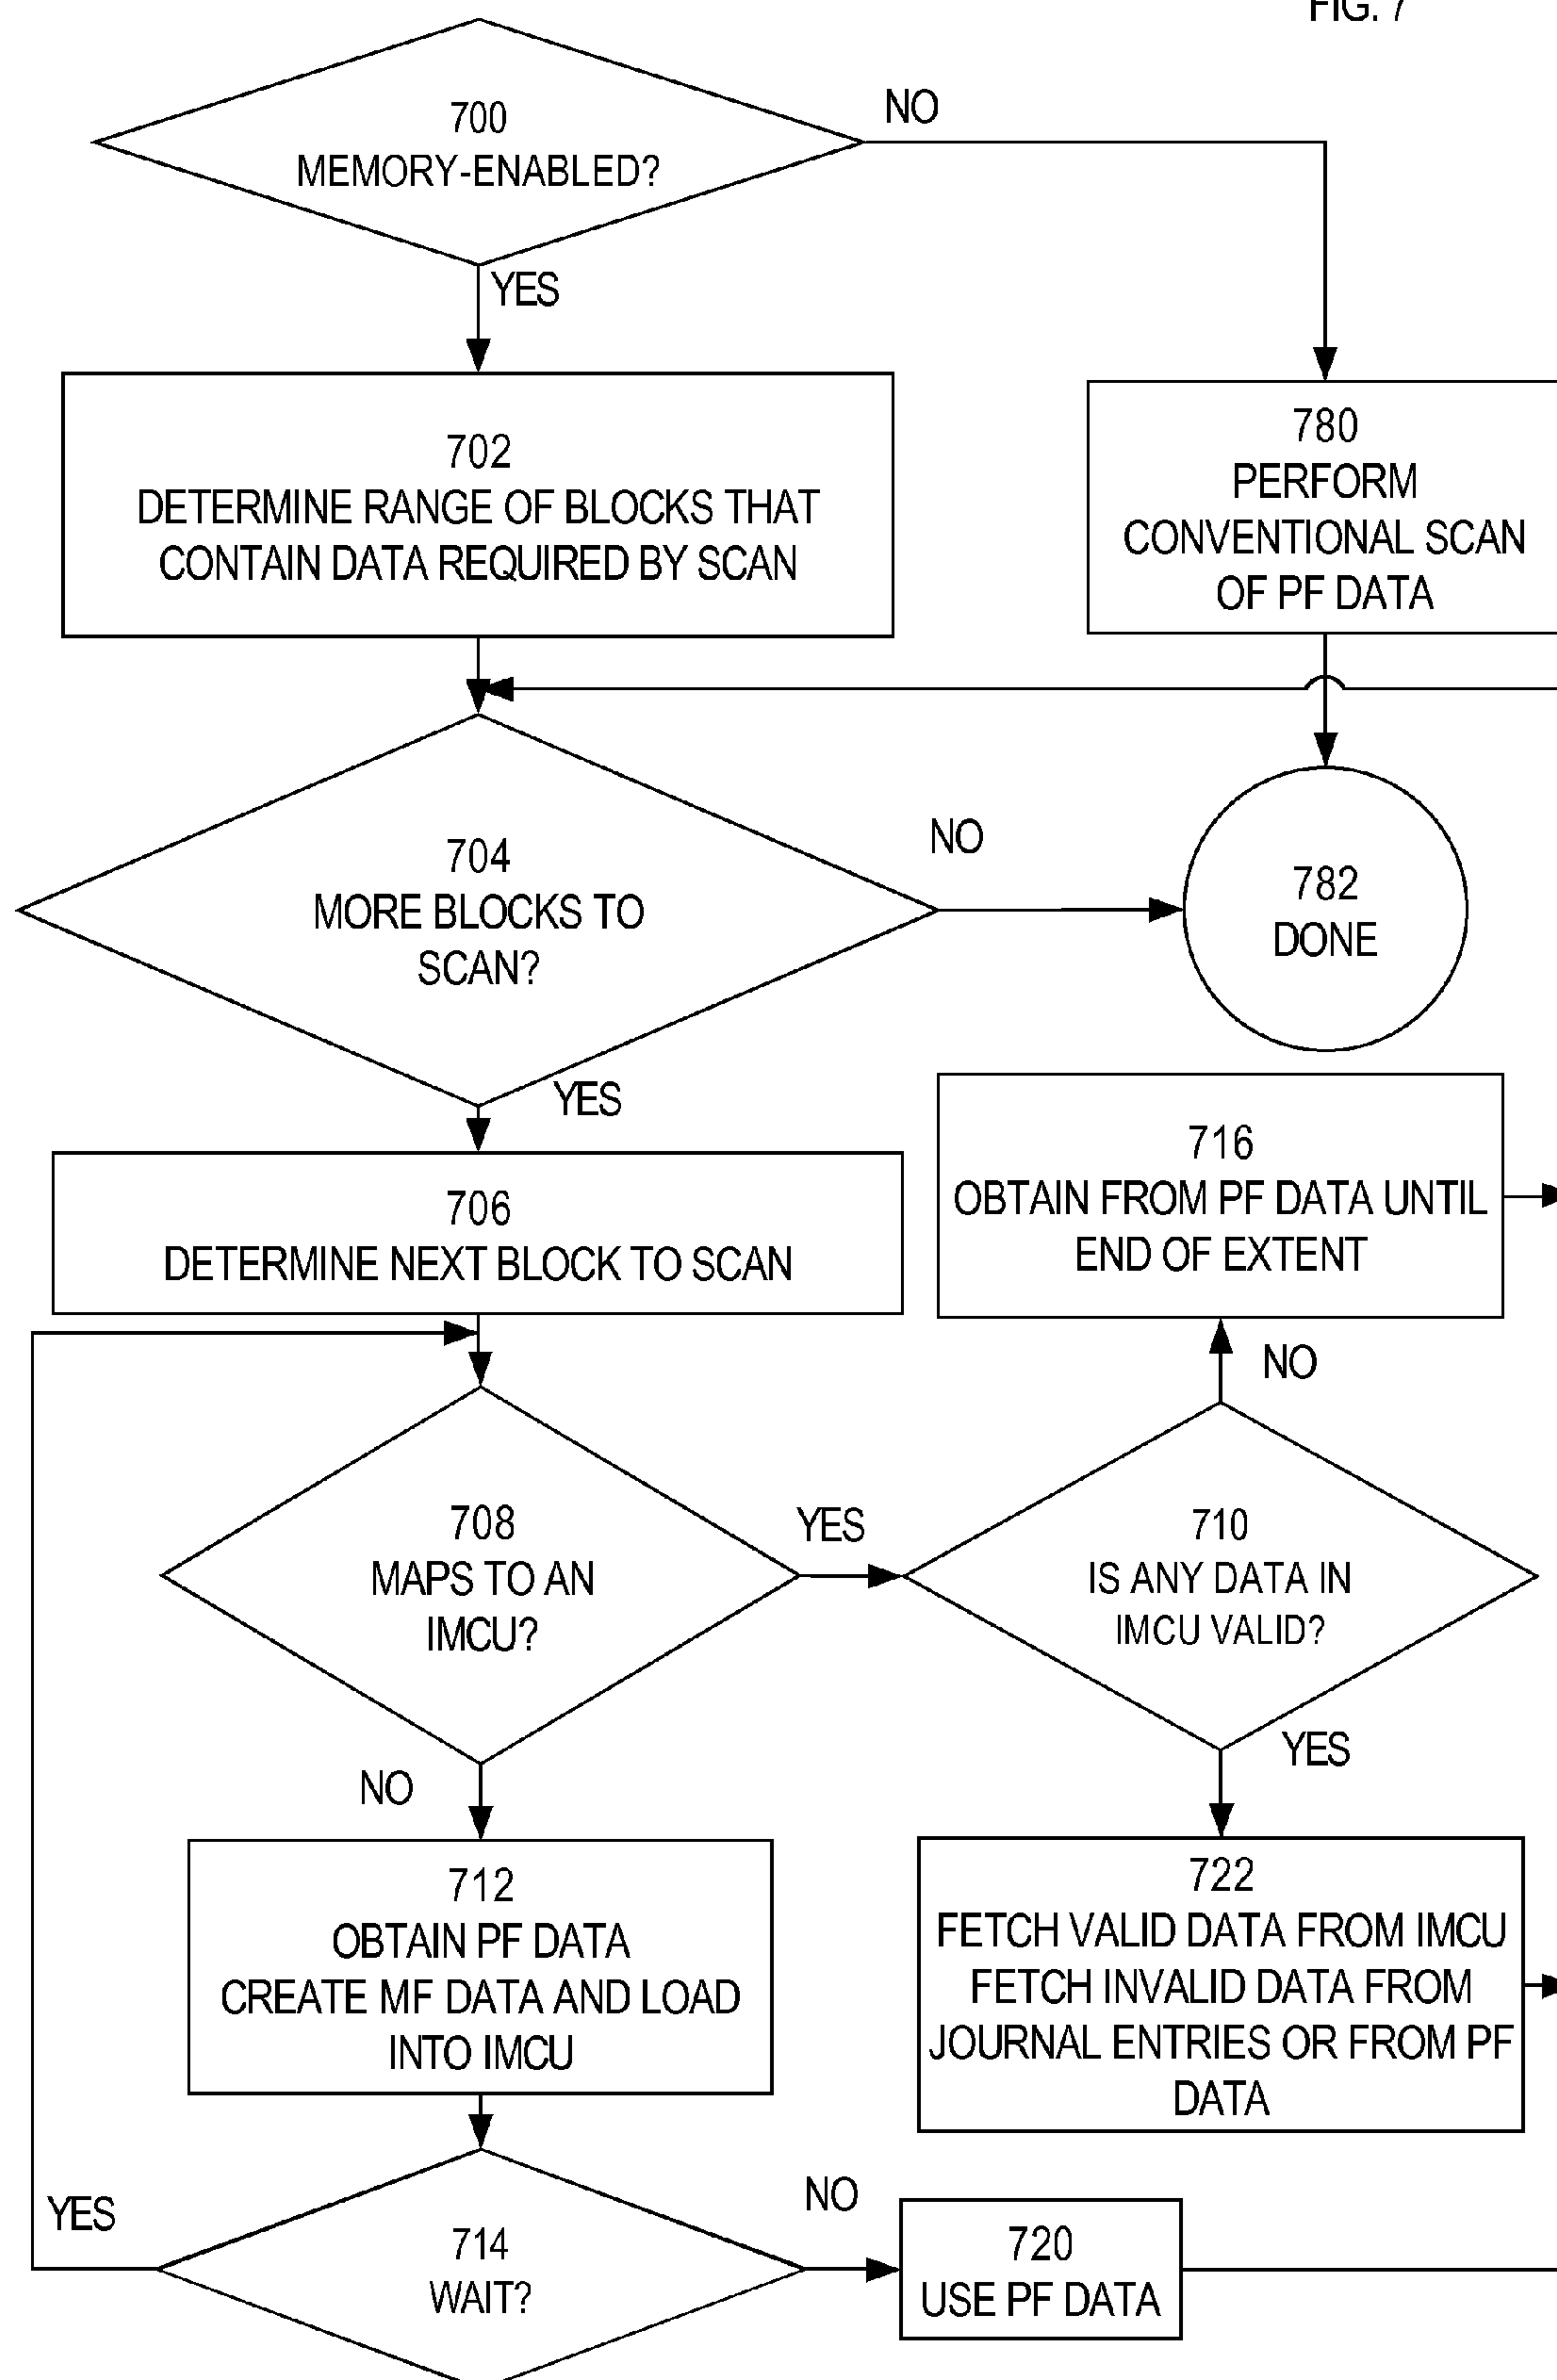 FIG. 7
700
MEMORY-ENABLED?
NO
YES
702
DETERMINE RANGE OF BLOCKS THAT
CONTAIN DATA REQUIRED BY SCAN
780
PERFORM
CONVENTIONAL SCAN
OF PF DATA
704
MORE BLOCKS TO
SCAN?
NO
782
DONE
YES
706
DETERMINE NEXT BLOCK TO SCAN
716
OBTAIN FROM PF DATA UNTIL
END OF EXTENT
NO
708
MAPS TO AN
IMCU?
YES
710
IS ANY DATA IN
IMCU VALID?
YES
NO
712
OBTAIN PF DATA
CREATE MF DATA AND LOAD
INTO IMCU
722
FETCH VALID DATA FROM IMCU
FETCH INVALID DATA FROM
JOURNAL ENTRIES OR FROM PF
DATA
YES
714
WAIT?
NO
720
USE PF DATA